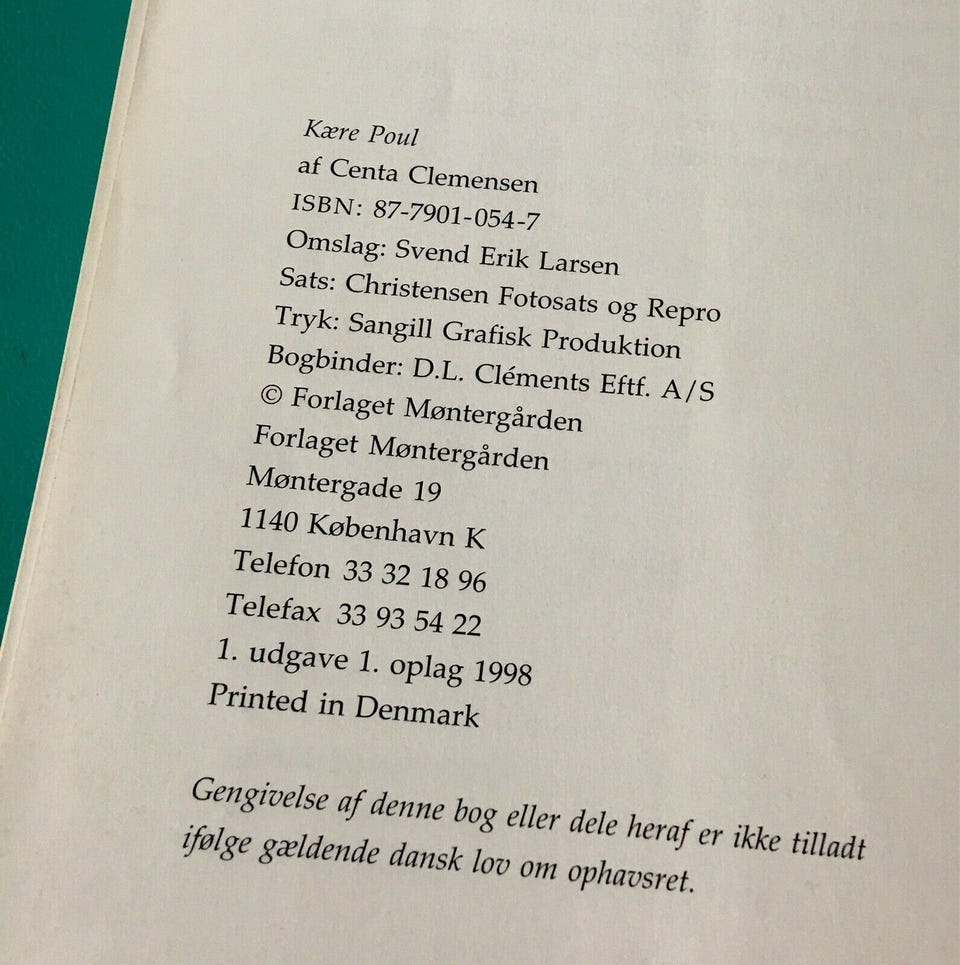 Kære Poul
af Centa Clemensen
ISBN: 87-7901-054-7
Omslag: Svend Erik Larsen
Sats: Christensen Fotosats og Repro
Tryk: Sangill Grafisk Produktion
Bogbinder: D.L. Cléments Eftf. A/S
© Forlaget Møntergården
Forlaget Møntergården
Møntergade 19
1140 København K
Telefon 33 32 18 96
Telefax 33 93 54 22
1. udgave 1. oplag 1998
Printed in Denmark
Gengivelse af denne bog eller dele heraf er ikke tilladt
ifølge gældende dansk lov om ophavsret.